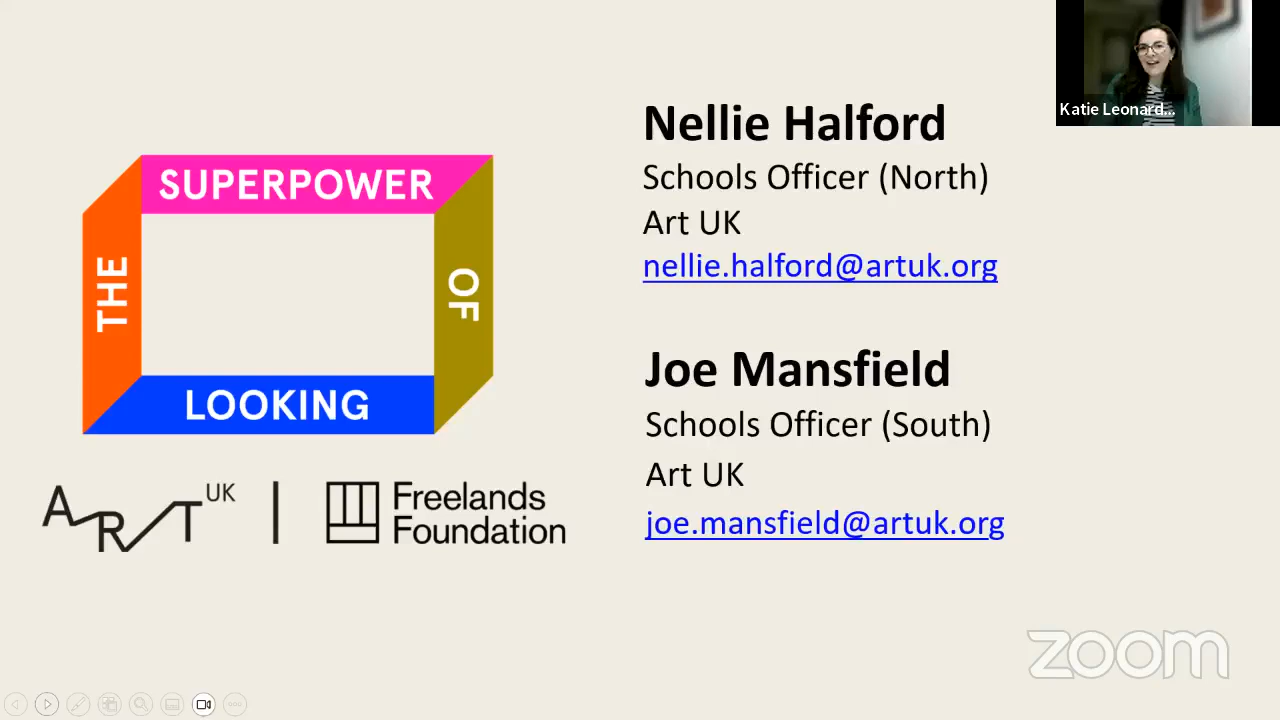 Katie Leonard...
Nellie Halford
Schools Officer (North)
Art UK
nellie.halford@artuk.org
THE
SUPERPOWER
OF
LOOKING
Joe Mansfield
Schools Officer (South)
Art UK
joe.mansfield@artuk.org
ART UK
Freelands
Foundation
zoom